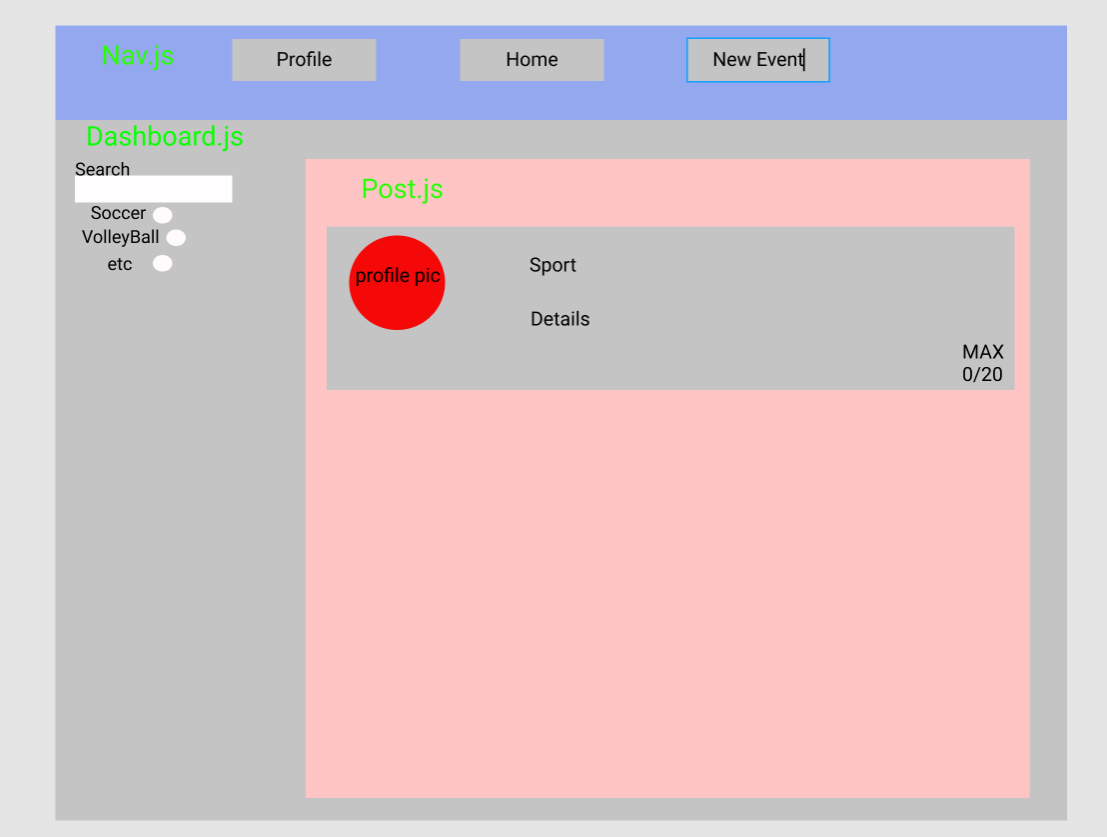 Nav.js
Profile
Home
New Event
Dashboard.js
Search
Soccer
VolleyBall
etc
Post.js
profile pic
Sport
Details
MAX
0/20